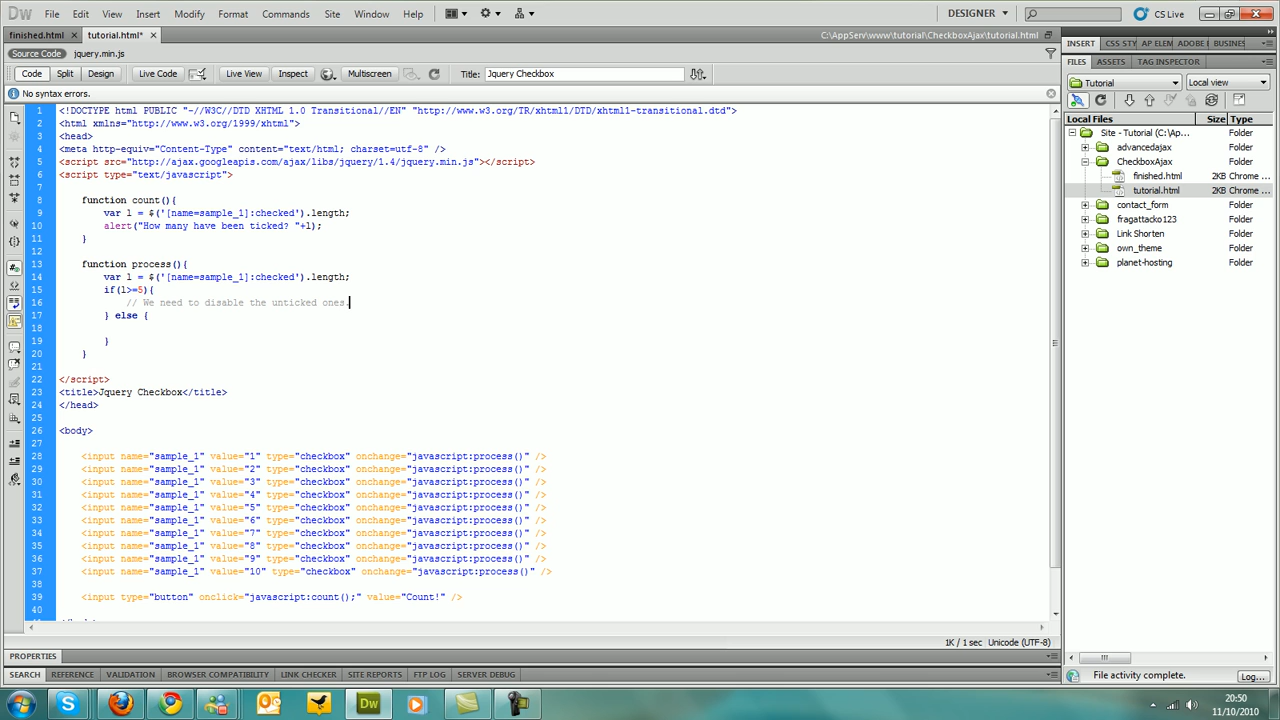 Dw File Edit View Insert Modify Format Commands Site Window Help DESIGNER CS Live
finished.html × tutorial.html* × C:\AppServ\www\tutorial\CheckboxAjax\tutorial.html
Source Code jquery.min.js
Code Split Design Live Code Live View Inspect Multiscreen Title: Jquery Checkbox
No syntax errors.
1 <!DOCTYPE html PUBLIC "-//W3C//DTD XHTML 1.0 Transitional//EN" "http://www.w3.org/TR/xhtml1/DTD/xhtml1-transitional.dtd">
2 <html xmlns="http://www.w3.org/1999/xhtml">
3 <head>
4 <meta http-equiv="Content-Type" content="text/html; charset=utf-8" />
5 <script src="http://ajax.googleapis.com/ajax/libs/jquery/1.4/jquery.min.js"></script>
6 <script type="text/javascript">
7
8 function count(){
9 var l = $('[name=sample_1]:checked').length;
10 alert("How many have been ticked? "+l);
11 }
12
13 function process(){
14 var l = $('[name=sample_1]:checked').length;
15 if(l>=5){
16 // We need to disable the unticked ones.
17 } else {
18
19 }
20 }
21
22 </script>
23 <title>Jquery Checkbox</title>
24 </head>
25
26 <body>
27
28 <input name="sample_1" value="1" type="checkbox" onchange="javascript:process()" />
29 <input name="sample_1" value="2" type="checkbox" onchange="javascript:process()" />
30 <input name="sample_1" value="3" type="checkbox" onchange="javascript:process()" />
31 <input name="sample_1" value="4" type="checkbox" onchange="javascript:process()" />
32 <input name="sample_1" value="5" type="checkbox" onchange="javascript:process()" />
33 <input name="sample_1" value="6" type="checkbox" onchange="javascript:process()" />
34 <input name="sample_1" value="7" type="checkbox" onchange="javascript:process()" />
35 <input name="sample_1" value="8" type="checkbox" onchange="javascript:process()" />
36 <input name="sample_1" value="9" type="checkbox" onchange="javascript:process()" />
37 <input name="sample_1" value="10" type="checkbox" onchange="javascript:process()" />
38
39 <input type="button" onclick="javascript:count();" value="Count!" />
40
1K / 1 sec Unicode (UTF-8)
PROPERTIES
SEARCH REFERENCE VALIDATION BROWSER COMPATIBILITY LINK CHECKER SITE REPORTS FTP LOG SERVER DEBUG
INSERT CSS STY AP ELEM ADOBE BUSINES
FILES ASSETS TAG INSPECTOR
Tutorial Local view
Local Files Size Type
Site - Tutorial (C:\Ap... Folder
advancedajax Folder
CheckboxAjax Folder
finished.html 2KB Chrome ...
tutorial.html 2KB Chrome ...
contact_form Folder
fragattacko123 Folder
Link Shorten Folder
own_theme Folder
planet-hosting Folder
File activity complete. Log...
20:50
11/10/2010